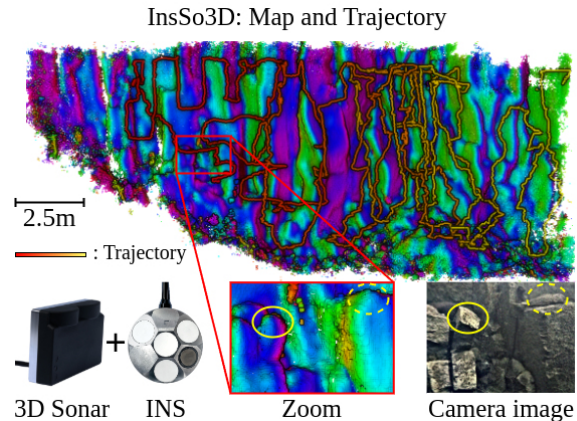 InsSo3D: Map and Trajectory
2.5m
: Trajectory
+
3D Sonar
INS
Zoom
Camera image